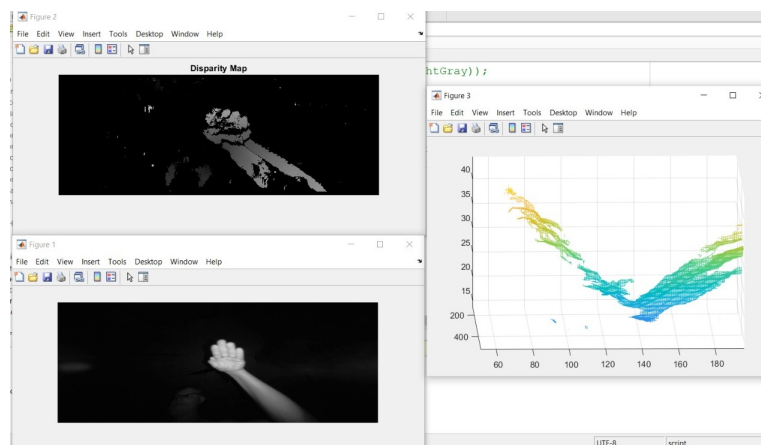 Figure 2
File Edit View Insert Tools Desktop Window Help
Disparity Map
htGray));
Figure 3
File Edit View Insert Tools Desktop Window Help
40
35
30
25
20
15
200
400
60 80 100 120 140 160 180
Figure 1
File Edit View Insert Tools Desktop Window Help
UTF-8 script